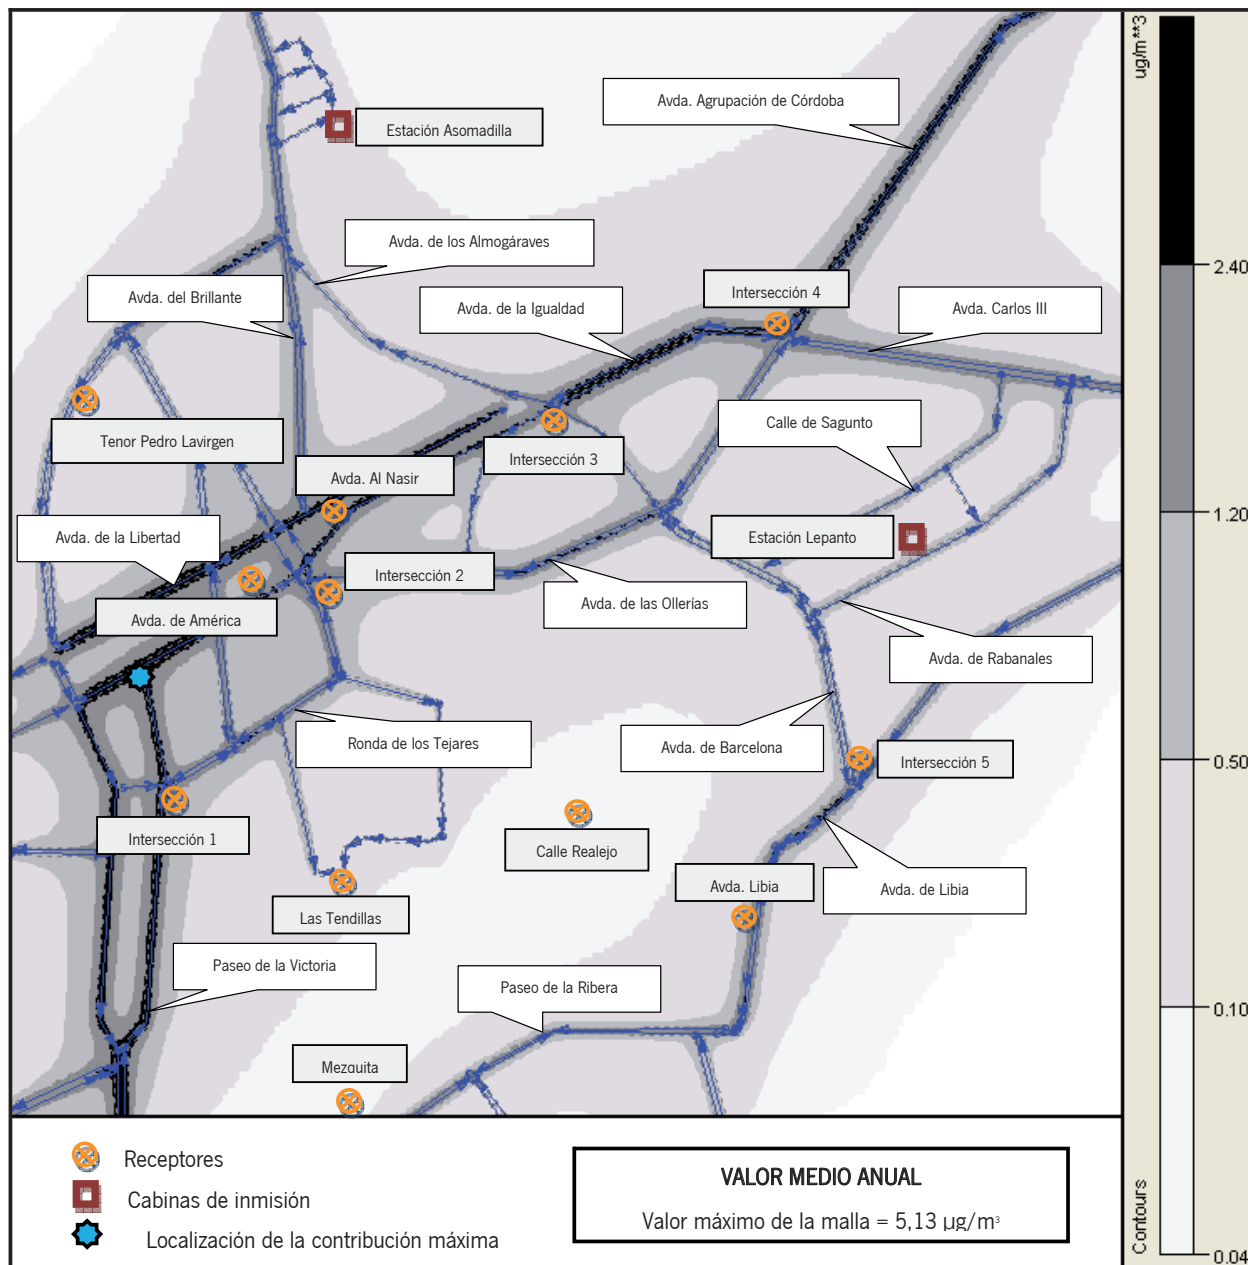 ug/m**3
Avda. Agrupación de Córdoba
Estación Asomadilla
Avda. de los Almogáraves
2.40
Avda. del Brillante
Avda. de la Igualdad
Intersección 4
Avda. Carlos III
Tenor Pedro Lavirgen
Calle de Sagunto
Intersección 3
Avda. Al Nasir
1.20
Avda. de la Libertad
Estación Lepanto
Intersección 2
Avda. de las Ollerías
Avda. de América
Avda. de Rabanales
Ronda de los Tejares
Avda. de Barcelona
Intersección 5
0.50
Intersección 1
Calle Realejo
Avda. Libia
Avda. de Libia
Las Tendillas
Paseo de la Victoria
Paseo de la Ribera
0.10
Mezquita
Receptores
Cabinas de inmisión
Localización de la contribución máxima
VALOR MEDIO ANUAL
Valor máximo de la malla = 5,13 µg/m³
Contours
0.04